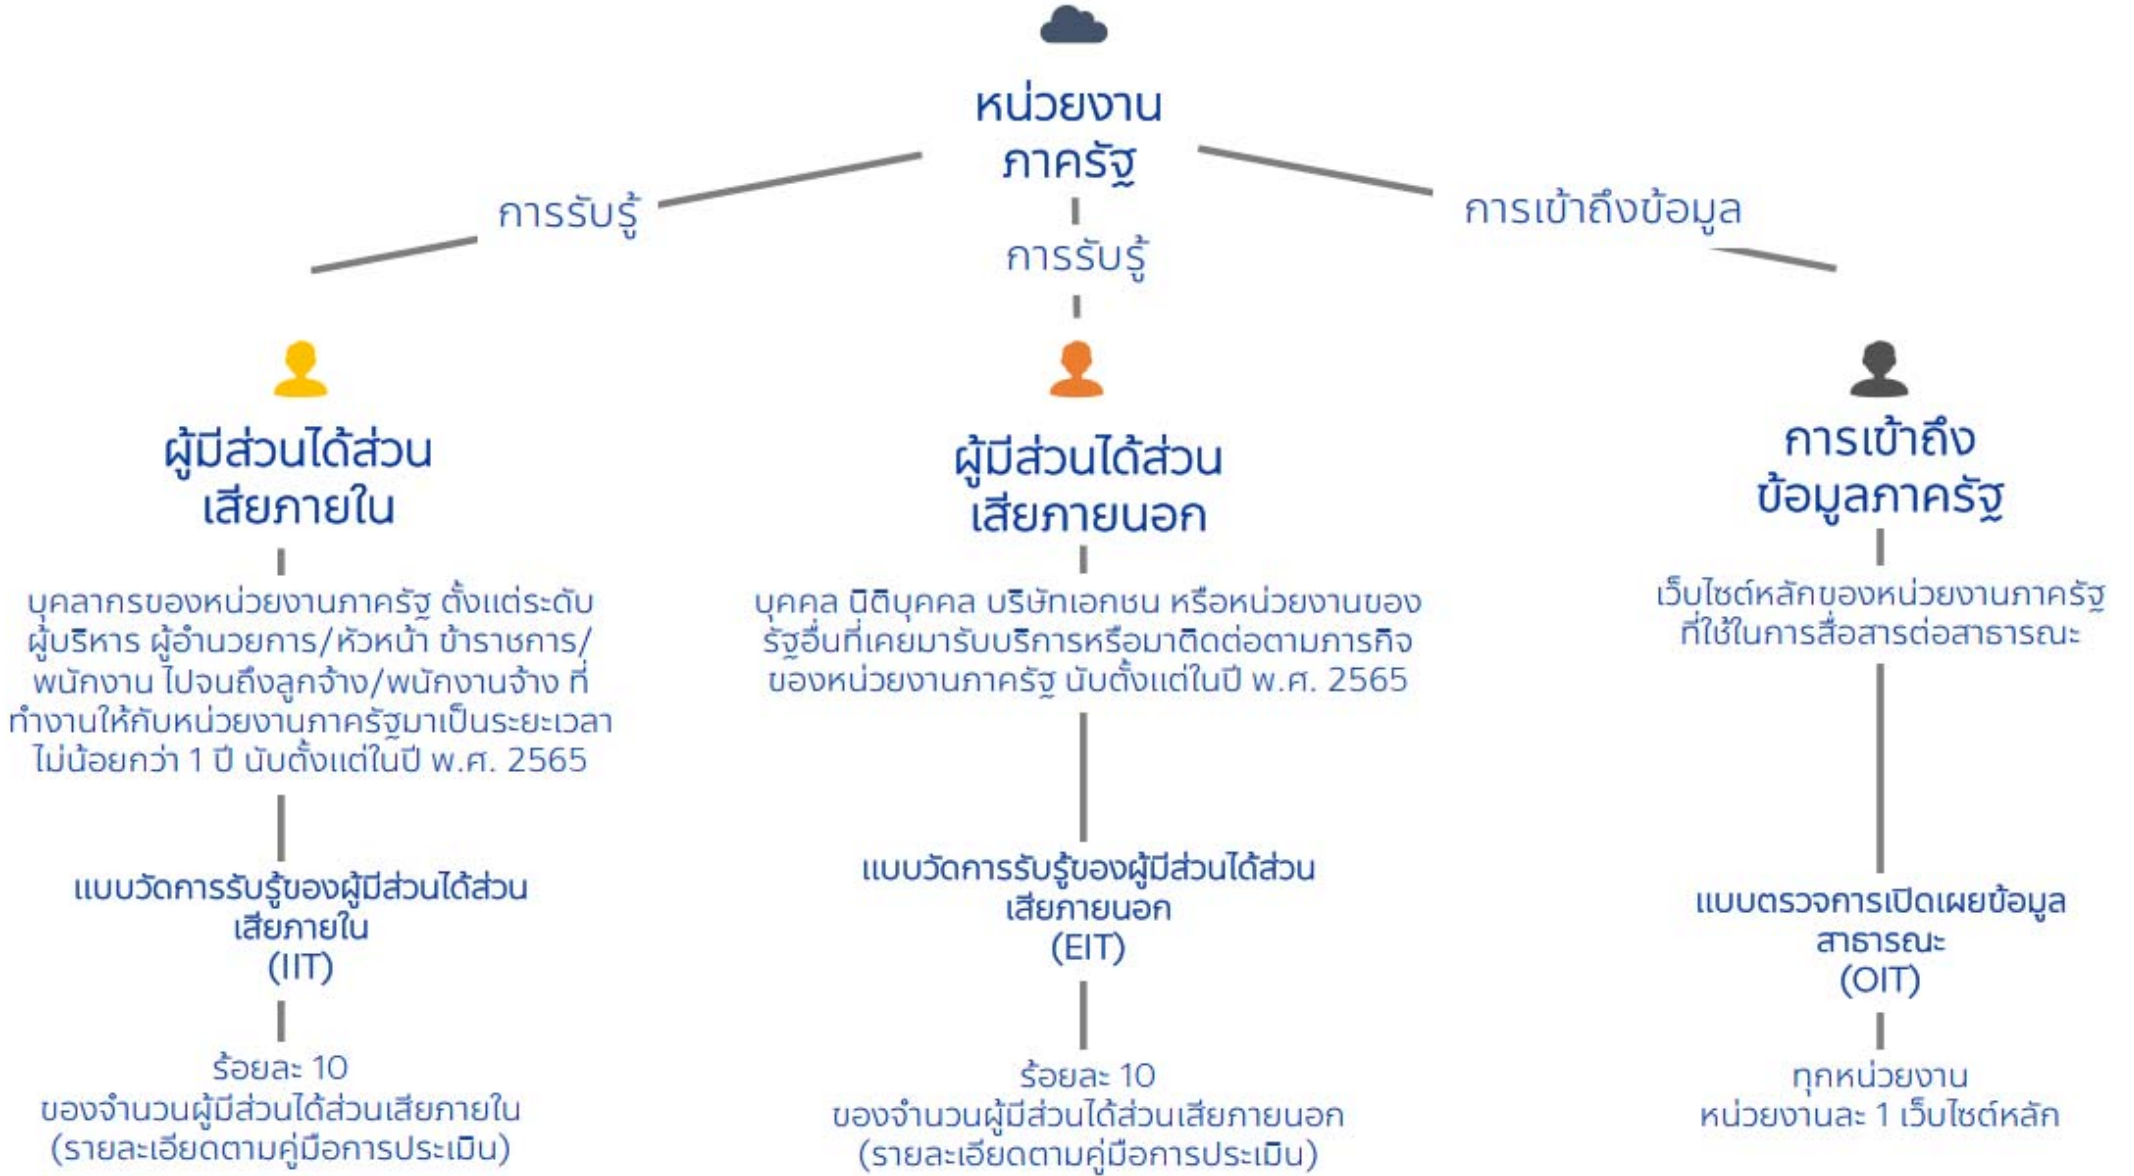 หน่วยงาน
ภาครัฐ
การรับรู้
การรับรู้
การเข้าถึงข้อมูล
ผู้มีส่วนได้ส่วน
เสียภายใน
บุคลากรของหน่วยงานภาครัฐ ตั้งแต่ระดับ
ผู้บริหาร ผู้อำนวยการ/หัวหน้า ข้าราชการ/
พนักงาน ไปจนถึงลูกจ้าง/พนักงานจ้าง ที่
ทำงานให้กับหน่วยงานภาครัฐมาเป็นระยะเวลา
ไม่น้อยกว่า 1 ปี นับตั้งแต่ในปี พ.ศ. 2565
แบบวัดการรับรู้ของผู้มีส่วนได้ส่วน
เสียภายใน
(IIT)
ร้อยละ 10
ของจำนวนผู้มีส่วนได้ส่วนเสียภายใน
(รายละเอียดตามคู่มือการประเมิน)
ผู้มีส่วนได้ส่วน
เสียภายนอก
บุคคล นิติบุคคล บริษัทเอกชน หรือหน่วยงานของ
รัฐอื่นที่เคยมารับบริการหรือมาติดต่อตามภารกิจ
ของหน่วยงานภาครัฐ นับตั้งแต่ในปี พ.ศ. 2565
แบบวัดการรับรู้ของผู้มีส่วนได้ส่วน
เสียภายนอก
(EIT)
ร้อยละ 10
ของจำนวนผู้มีส่วนได้ส่วนเสียภายนอก
(รายละเอียดตามคู่มือการประเมิน)
การเข้าถึง
ข้อมูลภาครัฐ
เว็บไซต์หลักของหน่วยงานภาครัฐ
ที่ใช้ในการสื่อสารต่อสาธารณะ
แบบตรวจการเปิดเผยข้อมูล
สาธารณะ
(OIT)
ทุกหน่วยงาน
หน่วยงานละ 1 เว็บไซต์หลัก